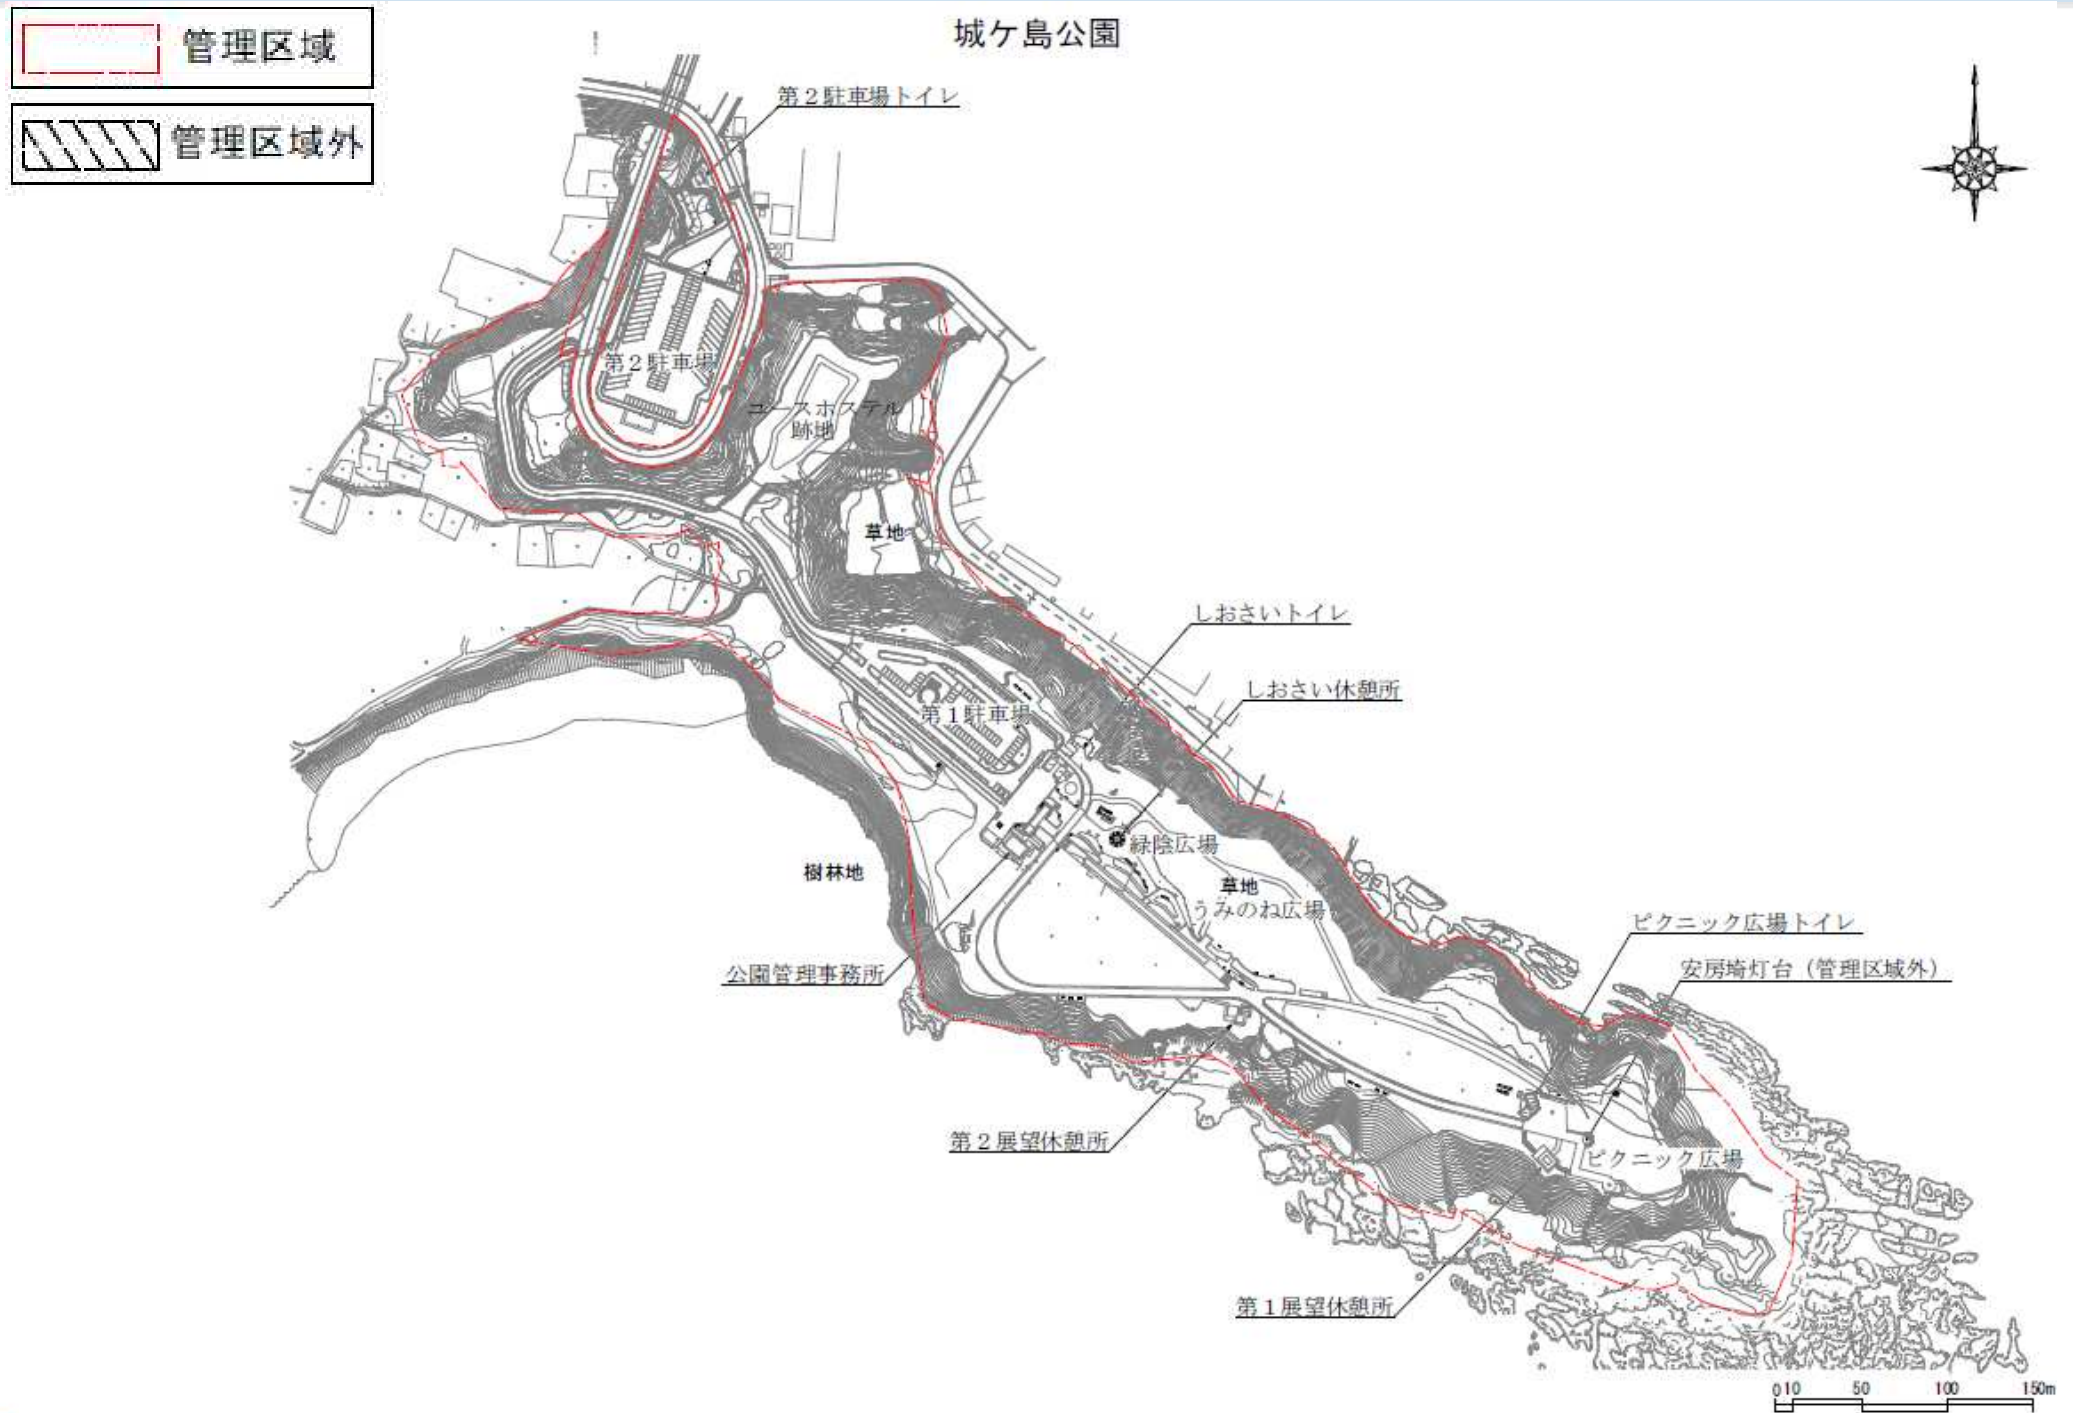 城ケ島公園
管理区域
管理区域外
第２駐車場トイレ
第２駐車場
ユースホステル
跡地
草地
しおさいトイレ
しおさい休憩所
第１駐車場
緑陰広場
樹林地
草地
うみのね広場
ピクニック広場トイレ
安房埼灯台（管理区域外）
公園管理事務所
第２展望休憩所
ピクニック広場
第１展望休憩所
0 10 50 100 150m